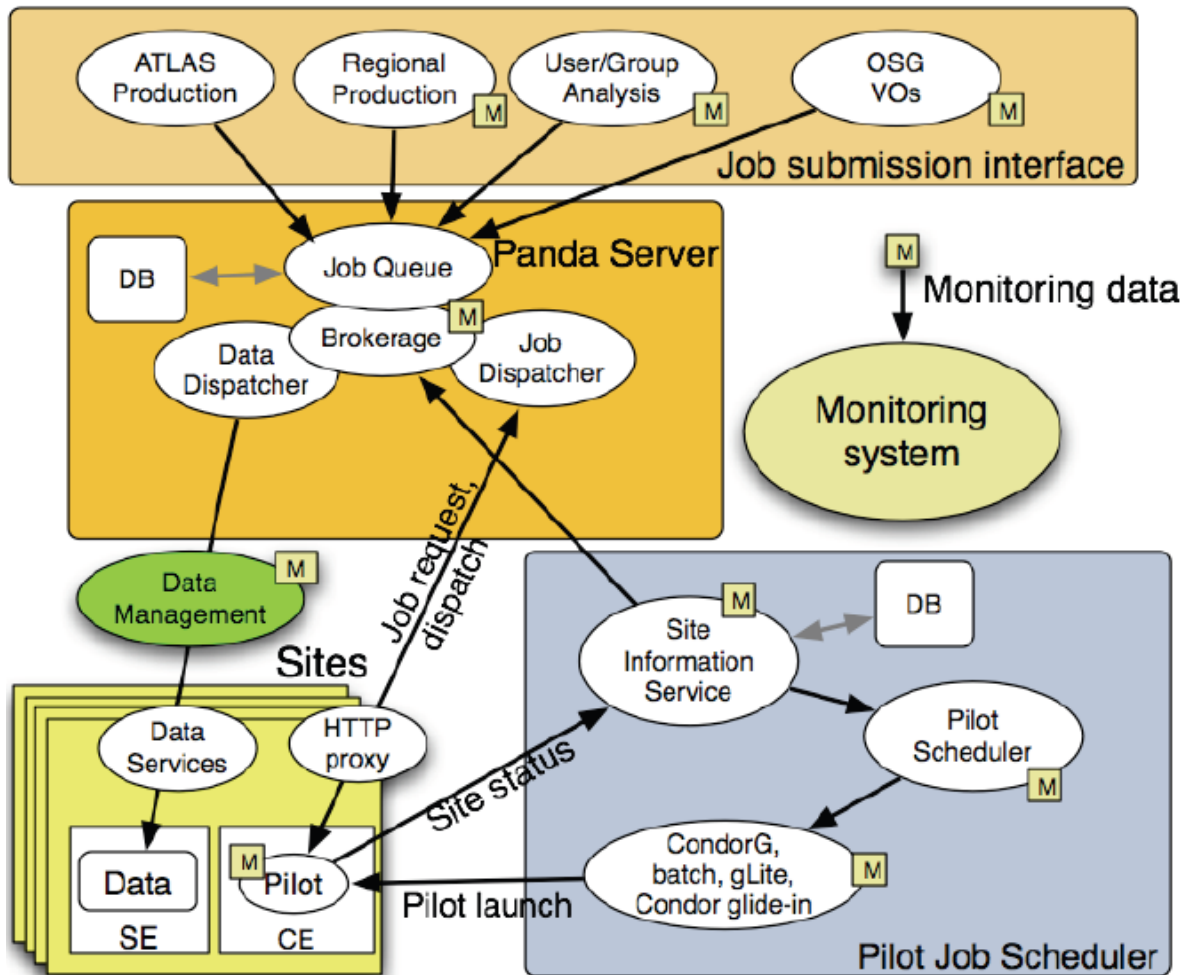 ATLAS
Production
Regional
Production
M
User/Group
Analysis
M
OSG
VOs
M
Job submission interface
Panda Server
DB
Job Queue
Brokerage
M
Data
Dispatcher
Job
Dispatcher
M
Monitoring data
Monitoring
system
Data
Management
M
Job request,
dispatch
Sites
Data
Services
HTTP
proxy
Site status
Data
SE
M
Pilot
CE
Pilot launch
M
Site
Information
Service
DB
Pilot
Scheduler
M
CondorG,
batch, gLite,
Condor glide-in
M
Pilot Job Scheduler